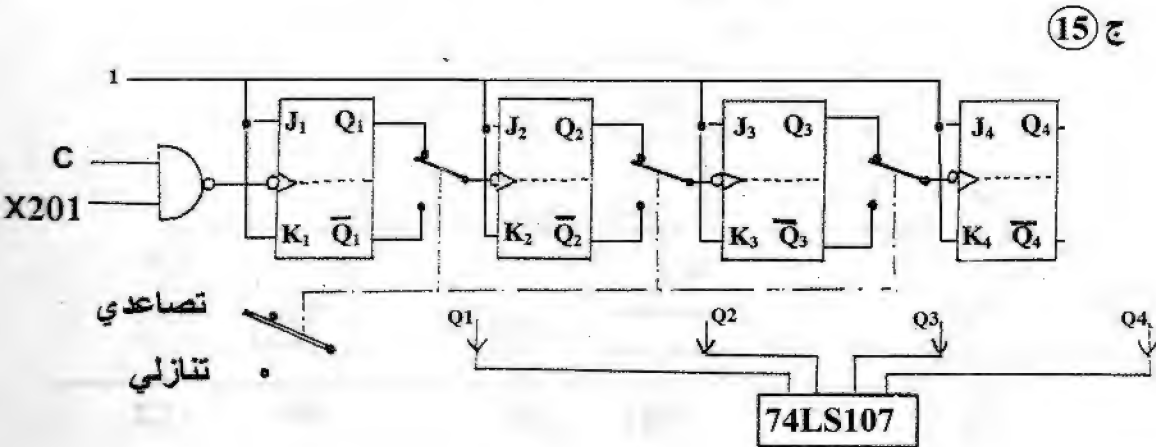 ج 15
1
J₁ Q₁ J₂ Q₂ J₃ Q₃ J₄ Q₄
C
X201
K₁ Q̅₁ K₂ Q̅₂ K₃ Q̅₃ K₄ Q̅₄
تصاعدي
Q1 Q2 Q3 Q4
تنازلي
74LS107